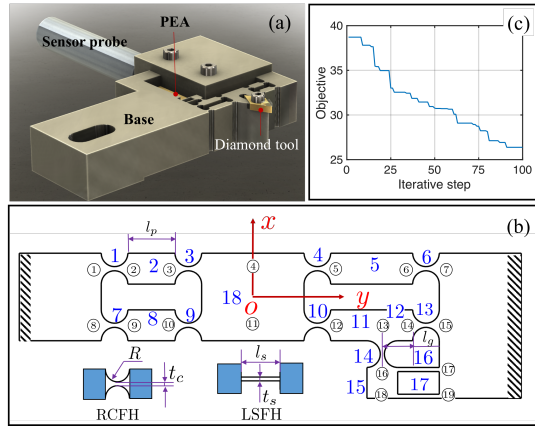 (a)
PEA
Sensor probe
Base
Diamond tool
(c)
Objective
40
35
30
25
0 25 50 75 100
Iterative step
(b)
l_p
x
1 3 4 6
① ② 2 ③ ④ ⑤ 5 ⑥ ⑦
18 o y
7 8 9 10 11 12 13
⑧ ⑨ ⑩ ⑪ ⑫ ⑬ ⑭ ⑮
R t_c
RCFH
l_s
t_s
LSFH
14 l_g 16
⑯ ⑰
15 17
⑱ ⑲